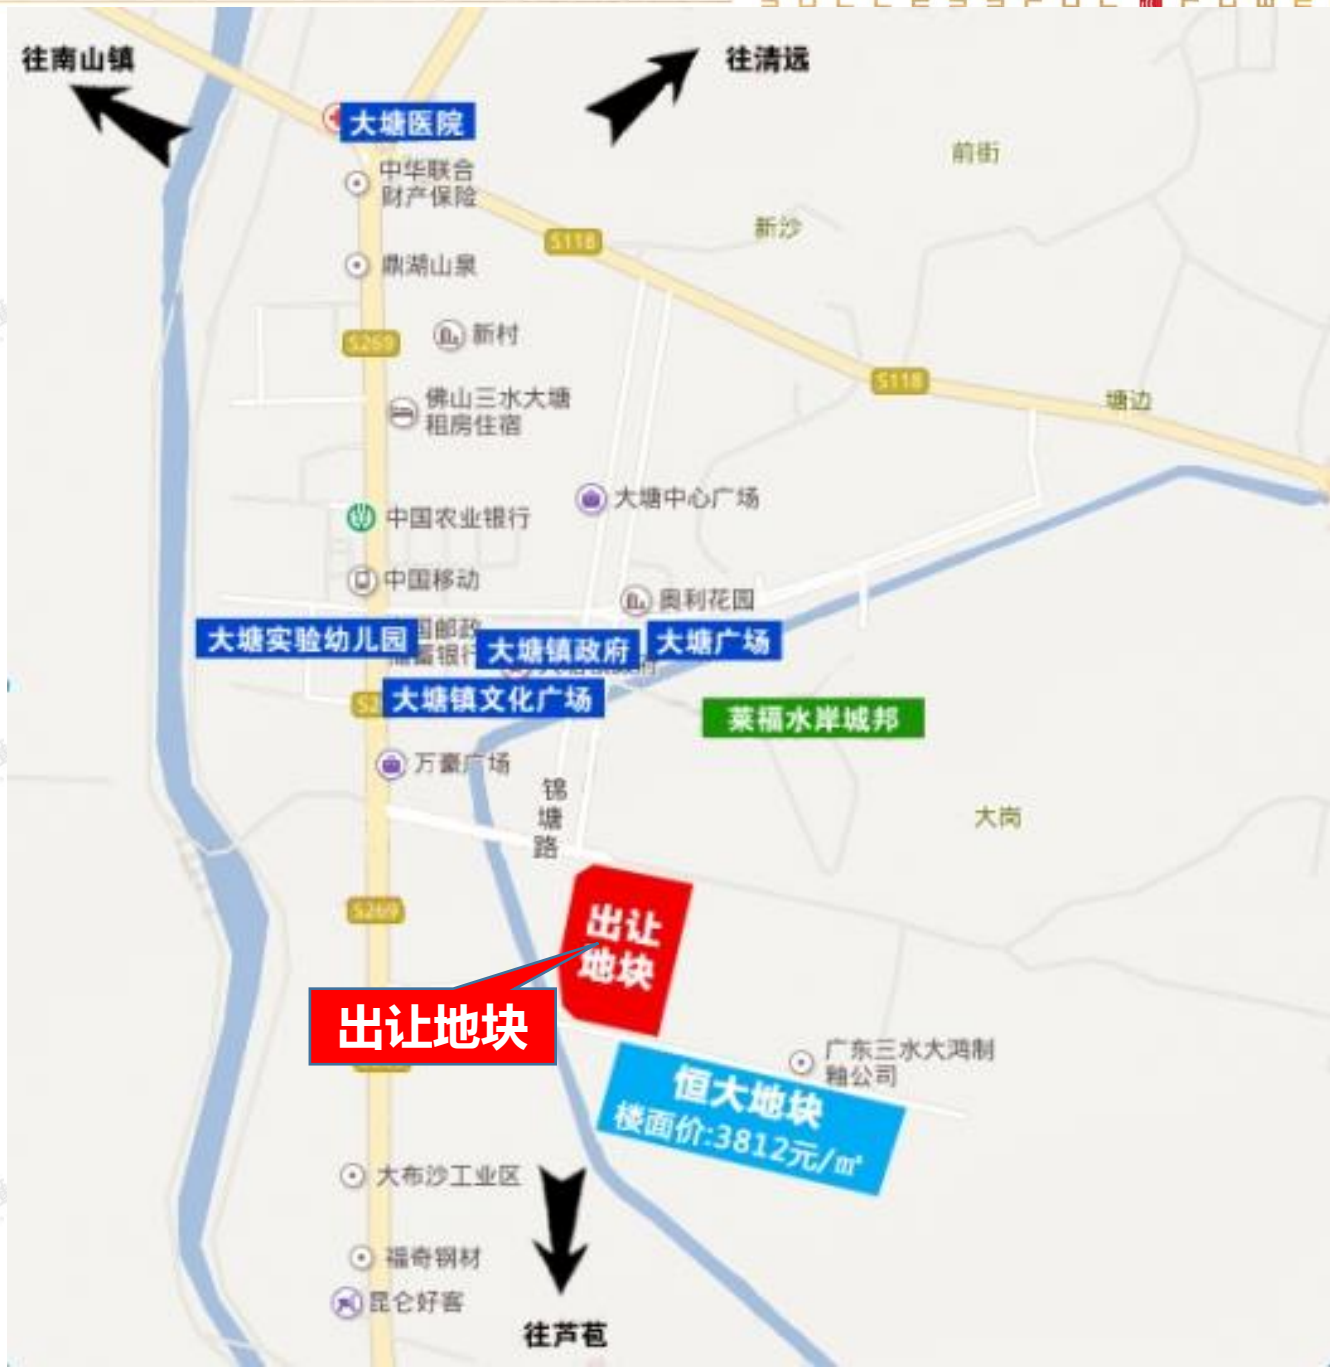 往南山镇
往清远
大塘医院
前街
中华联合
财产保险
新沙
S118
鼎湖山泉
新村
S269
S118
佛山三水大塘
租房住宿
塘边
大塘中心广场
中国农业银行
中国移动
奥利花园
大塘实验幼儿园
国邮政
大塘镇政府
大塘广场
大塘镇文化广场
莱福水岸城邦
万豪广场
锦
塘
路
大岗
S269
出让
地块
出让地块
广东三水大鸿制
釉公司
恒大地块
楼面价:3812元/㎡
大布沙工业区
福奇钢材
昆仑好客
往芦苞